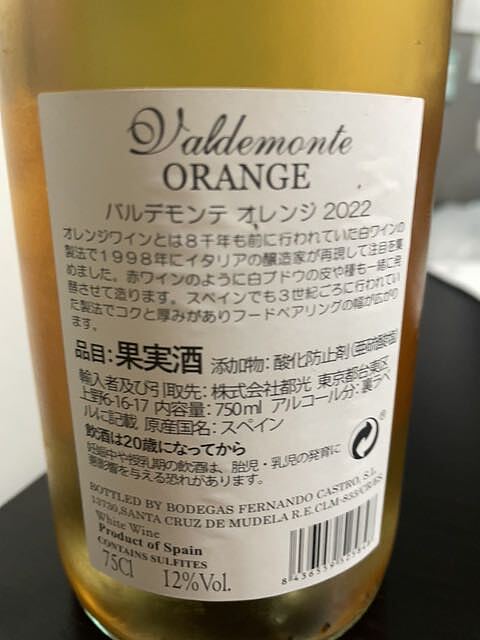 Valdemonte
ORANGE
バルデモンテ オレンジ 2022
オレンジワインとは8千年も前に行われていた白ワインの
製法で1998年にイタリアの醸造家が再現して注目を集
めました。赤ワインのように白ブドウの皮や種も一緒に発
酵させて造ります。スペインでも3世紀ごろに行われてい
た製法でコクと厚みがありフードペアリングの幅が広がり
ます。
品目:果実酒 添加物: 酸化防止剤(亜硫酸塩)
輸入者及び引取先: 株式会社都光 東京都台東区
上野6-16-17 内容量: 750ml アルコール分: 裏ラベ
ルに記載 原産国名: スペイン
飲酒は20歳になってから
妊娠中や授乳期の飲酒は、胎児・乳児の発育に
悪影響を与える恐れがあります。
BOTTLED BY BODEGAS FERNANDO CASTRO, S.L.
13730,SANTA CRUZ DE MUDELA R.E.CLM-
White Wine
Product of Spain
CONTAINS SULFITES
75Cl 12%Vol.